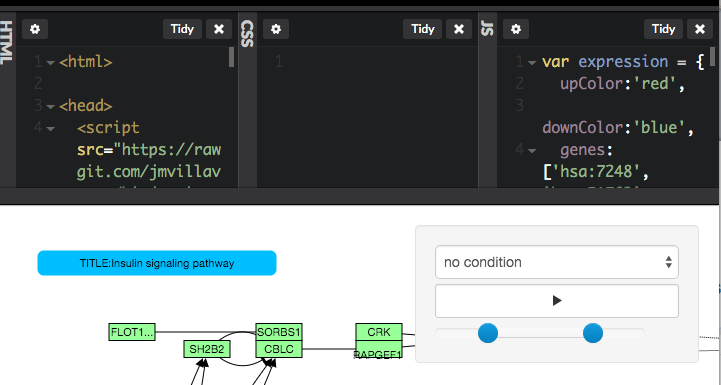 HTML
Tidy
1 <html>
2
3 <head>
4 <script
src="https://raw
git.com/jmvillav
CSS
Tidy
1
JS
Tidy
1 var expression = {
2 upColor:'red',
3
downColor:'blue',
4 genes:
['hsa:7248',
TITLE:Insulin signaling pathway
no condition
FLOT1...
SORBS1
CRK
SH2B2
CBLC
RAPGEF1